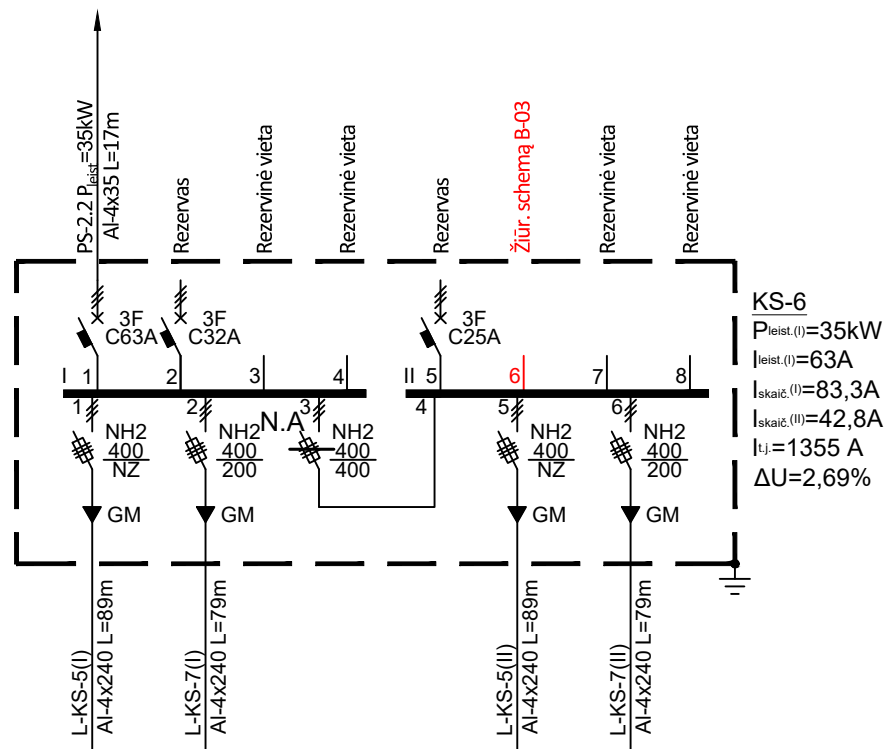 PS-2.2 Pleist.=35kW
Al-4x35 L=17m
Rezervas
Rezervinė vieta
Rezervinė vieta
Rezervas
Žiūr. schemą B-03
Rezervinė vieta
Rezervinė vieta
3F
C63A
3F
C32A
3F
C25A
I 1 2 3 4
II 5 6 7 8
1 2 3 4 5 6
N.A
NH2
400
NZ
NH2
400
200
NH2
400
400
NH2
400
NZ
NH2
400
200
GM
GM
GM
GM
L-KS-5(I)
Al-4x240 L=89m
L-KS-7(I)
Al-4x240 L=79m
L-KS-5(II)
Al-4x240 L=89m
L-KS-7(II)
Al-4x240 L=79m
KS-6
Pleist.(I)=35kW
Ileist.(I)=63A
Iskaič.(I)=83,3A
Iskaič.(II)=42,8A
It.j.=1355 A
ΔU=2,69%